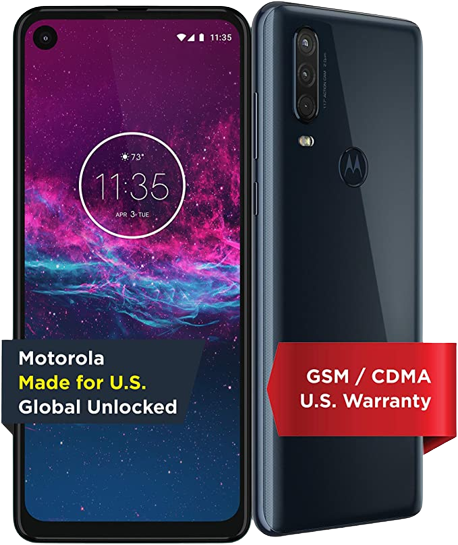 11:35
73°
11:35
APR 3 TUE.
Motorola
Made for U.S.
Global Unlocked
GSM / CDMA
U.S. Warranty